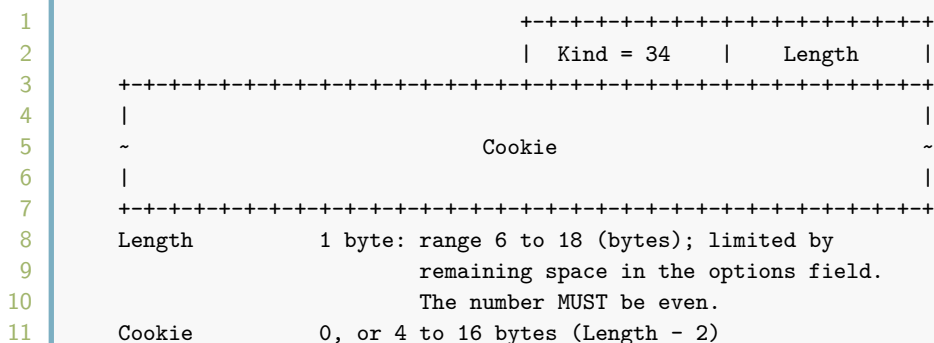 1 +-+-+-+-+-+-+-+-+-+-+-+-+-+-+-+-+
2 | Kind = 34 | Length |
3 +-+-+-+-+-+-+-+-+-+-+-+-+-+-+-+-+-+-+-+-+-+-+-+-+-+-+-+-+-+-+-+-+
4 | |
5 ~ Cookie ~
6 | |
7 +-+-+-+-+-+-+-+-+-+-+-+-+-+-+-+-+-+-+-+-+-+-+-+-+-+-+-+-+-+-+-+-+
8 Length 1 byte: range 6 to 18 (bytes); limited by
9 remaining space in the options field.
10 The number MUST be even.
11 Cookie 0, or 4 to 16 bytes (Length - 2)